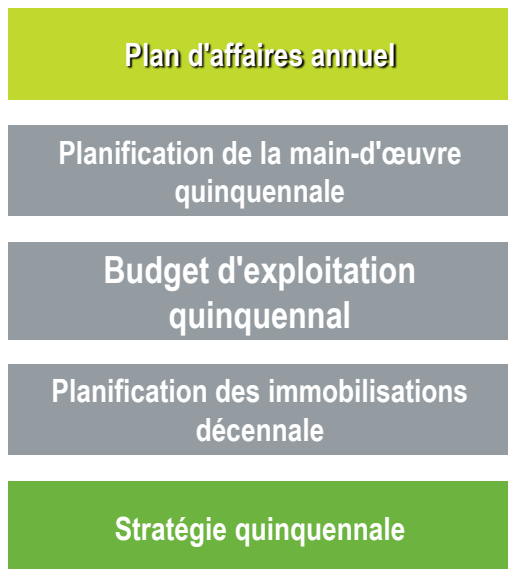 Plan d'affaires annuel
Planification de la main-d'œuvre
quinquennale
Budget d'exploitation
quinquennal
Planification des immobilisations
décennale
Stratégie quinquennale